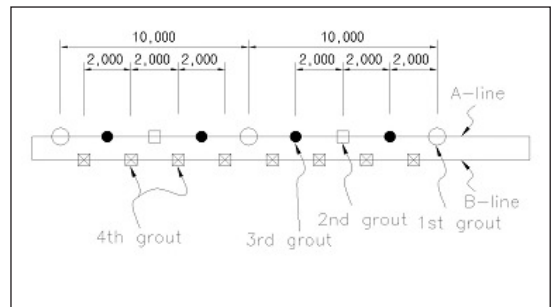 10,000 10,000
2,000 2,000 2,000 2,000 2,000 2,000
A-line
B-line
2nd grout 1st grout
4th grout 3rd grout